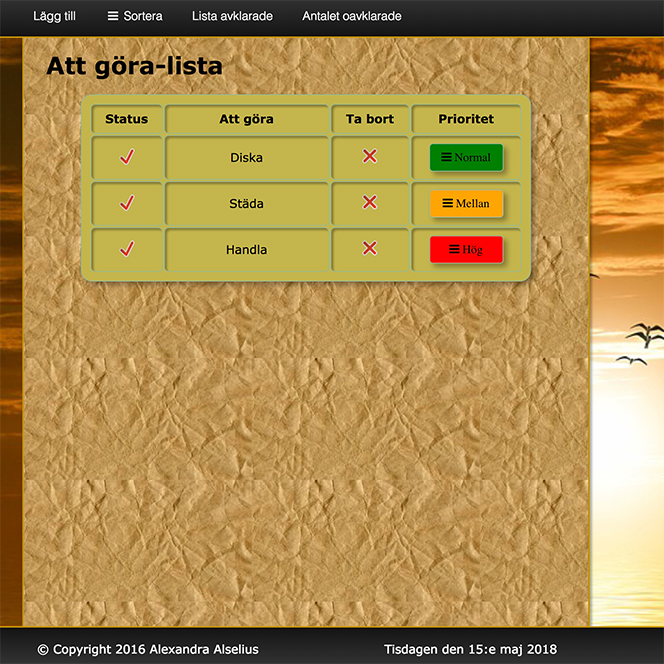 Lägg till Sortera Lista avklarade Antalet oavklarade
Att göra-lista
Status Att göra Ta bort Prioritet
Diska Normal
Städa Mellan
Handla Hög
© Copyright 2016 Alexandra Alselius Tisdagen den 15:e maj 2018